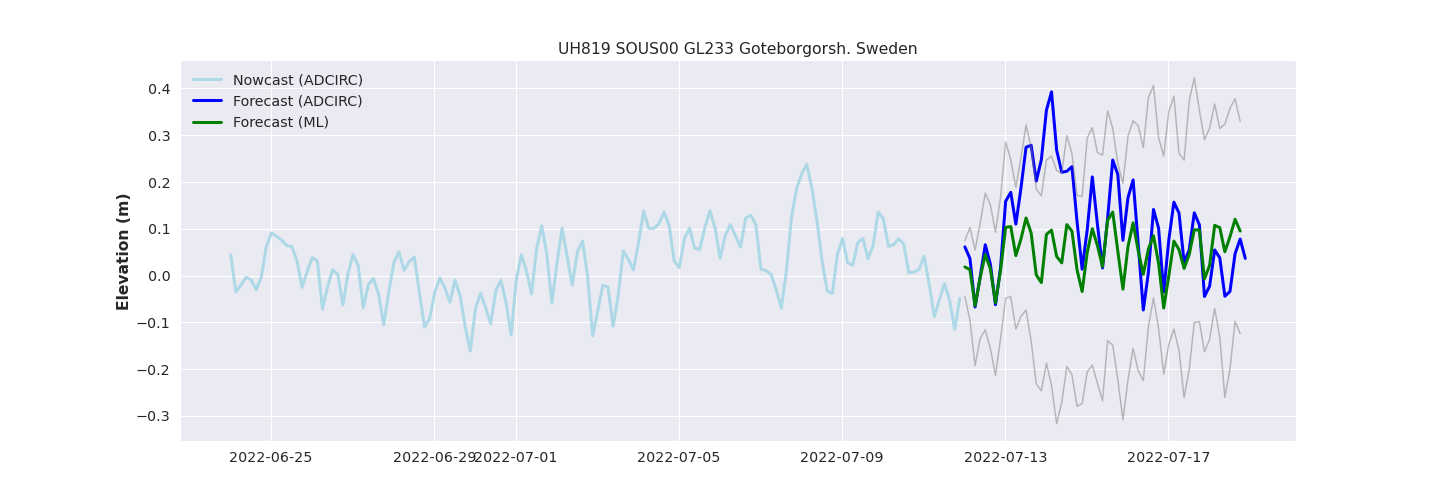 UH819 SOUS00 GL233 Goteborgorsh. Sweden
Nowcast (ADCIRC)
Forecast (ADCIRC)
Forecast (ML)
Elevation (m)
0.4
0.3
0.2
0.1
0.0
−0.1
−0.2
−0.3
2022-06-25 2022-06-29 2022-07-01 2022-07-05 2022-07-09 2022-07-13 2022-07-17